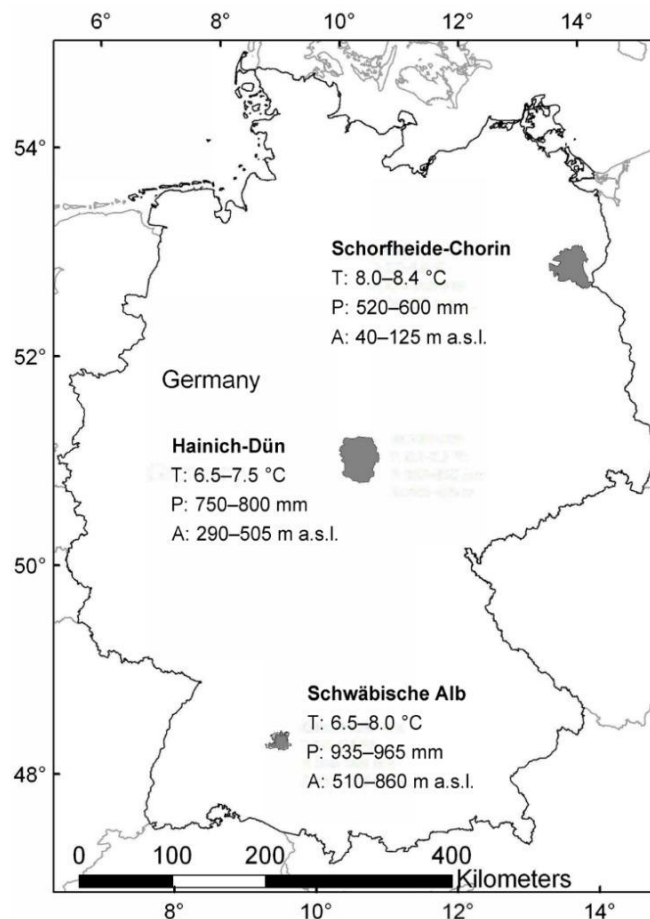 6° 8° 10° 12° 14°
54°
Schorfheide-Chorin
T: 8.0–8.4 °C
P: 520–600 mm
A: 40–125 m a.s.l.
52°
Germany
Hainich-Dün
T: 6.5–7.5 °C
P: 750–800 mm
A: 290–505 m a.s.l.
50°
Schwäbische Alb
T: 6.5–8.0 °C
P: 935–965 mm
A: 510–860 m a.s.l.
48°
0 100 200 400
Kilometers
8° 10° 12° 14°